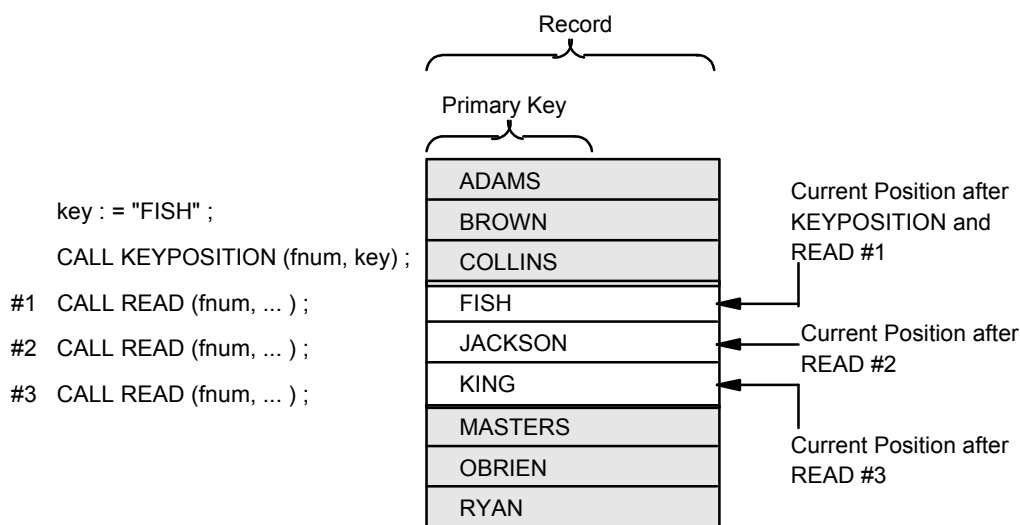 Record
Primary Key
key : = "FISH" ;
CALL KEYPOSITION (fnum, key) ;
#1 CALL READ (fnum, ... ) ;
#2 CALL READ (fnum, ... ) ;
#3 CALL READ (fnum, ... ) ;
ADAMS
BROWN
COLLINS
FISH
JACKSON
KING
MASTERS
OBRIEN
RYAN
Current Position after
KEYPOSITION and
READ #1
Current Position after
READ #2
Current Position after
READ #3